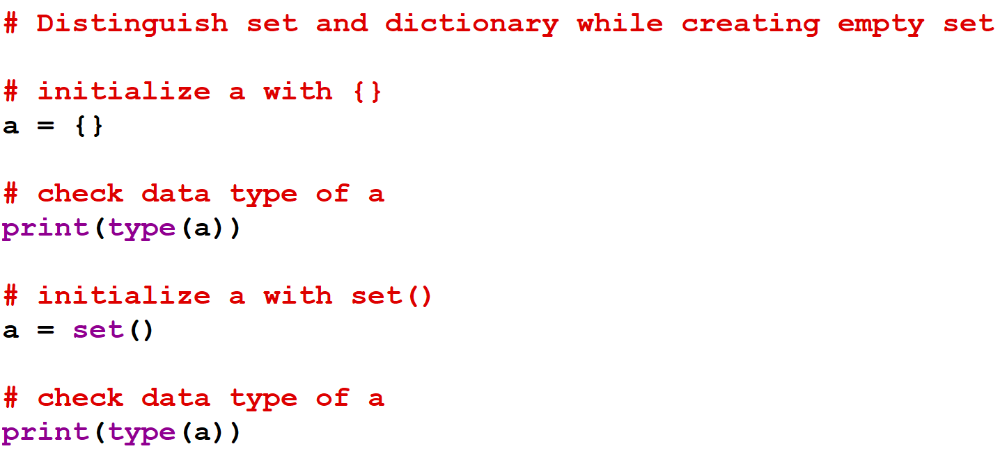 # Distinguish set and dictionary while creating empty set
# initialize a with {}
a = {}
# check data type of a
print(type(a))
# initialize a with set()
a = set()
# check data type of a
print(type(a))